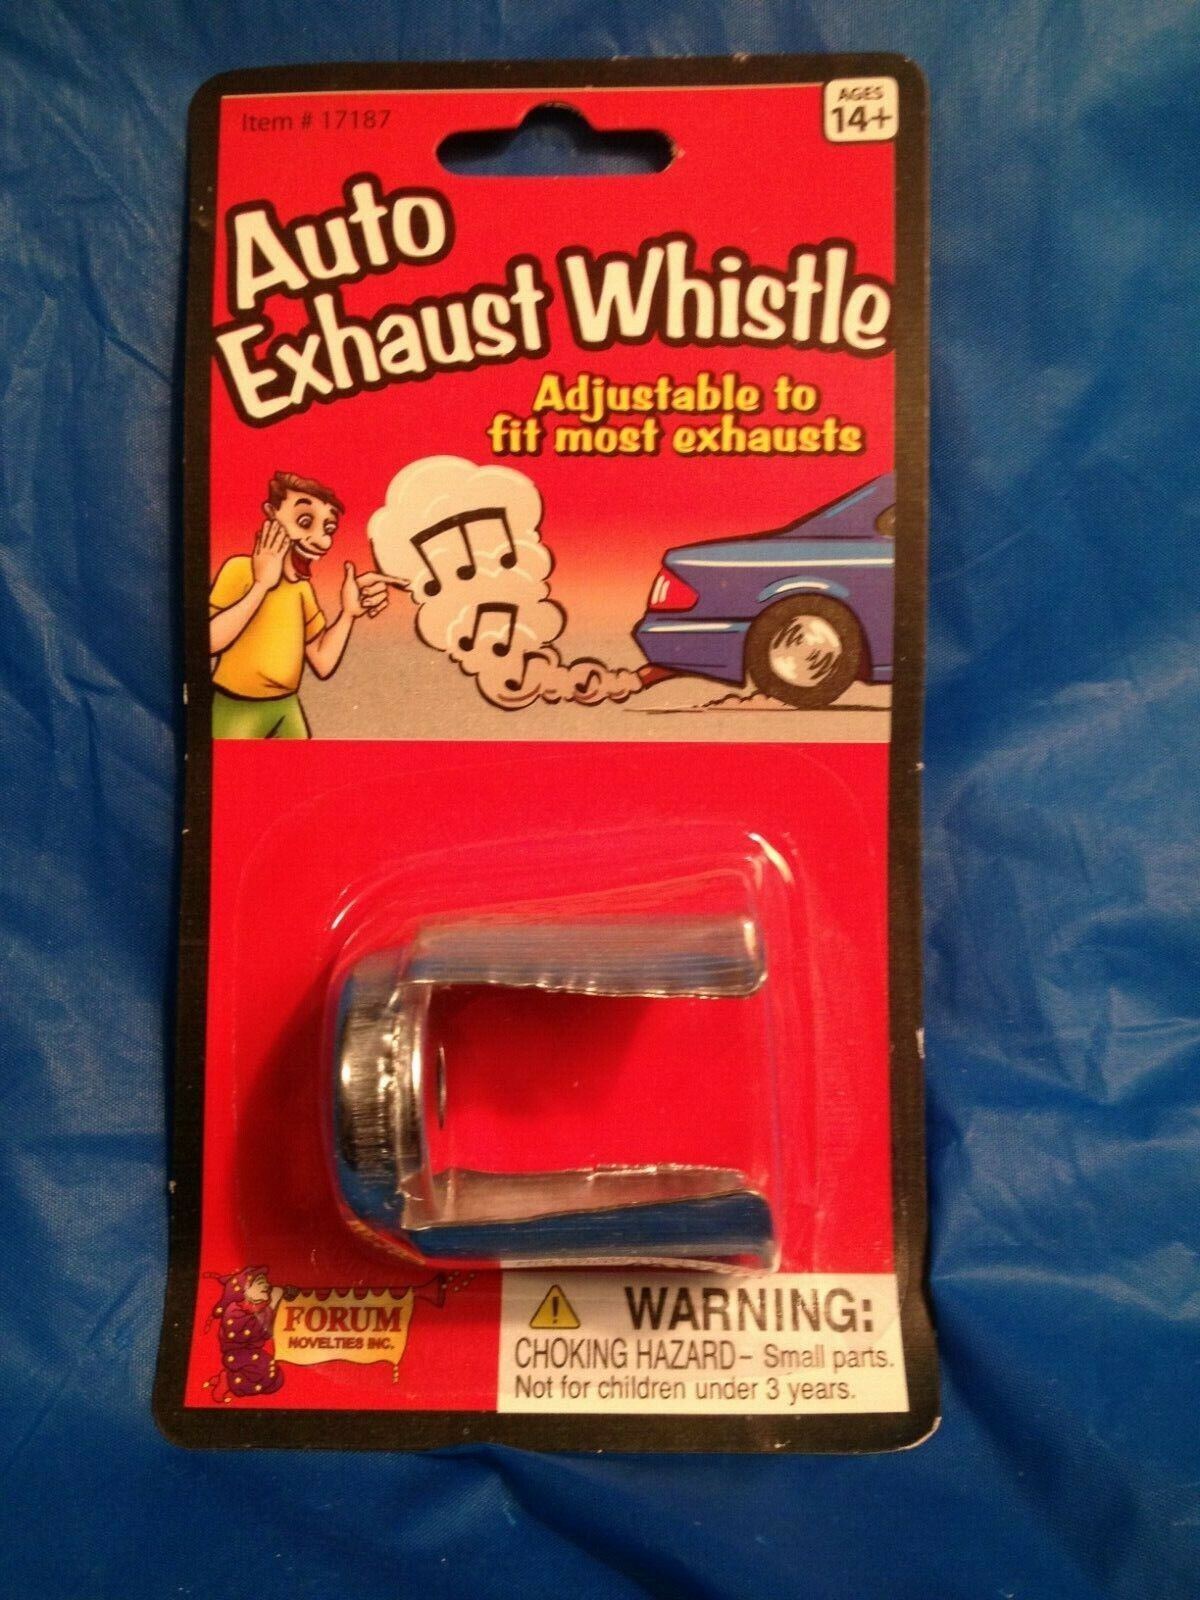 Item # 17187
AGES
14+
Auto
Exhaust Whistle
Adjustable to
fit most exhausts
FORUM
NOVELTIES INC.
WARNING:
CHOKING HAZARD – Small parts.
Not for children under 3 years.